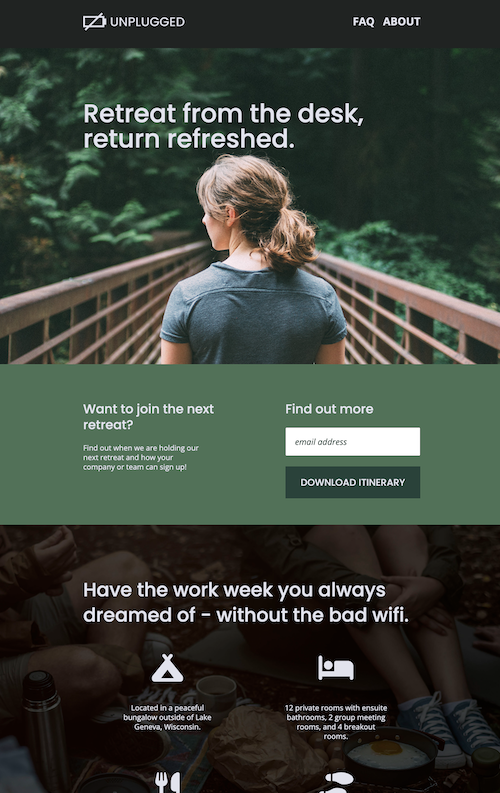 UNPLUGGED
FAQ ABOUT
Retreat from the desk,
return refreshed.
Want to join the next
retreat?
Find out when we are holding our
next retreat and how your
company or team can sign up!
Find out more
email address
DOWNLOAD ITINERARY
Have the work week you always
dreamed of – without the bad wifi.
Located in a peaceful
bungalow outside of Lake
Geneva, Wisconsin.
12 private rooms with ensuite
bathrooms, 2 group meeting
rooms, and 4 breakout
rooms.